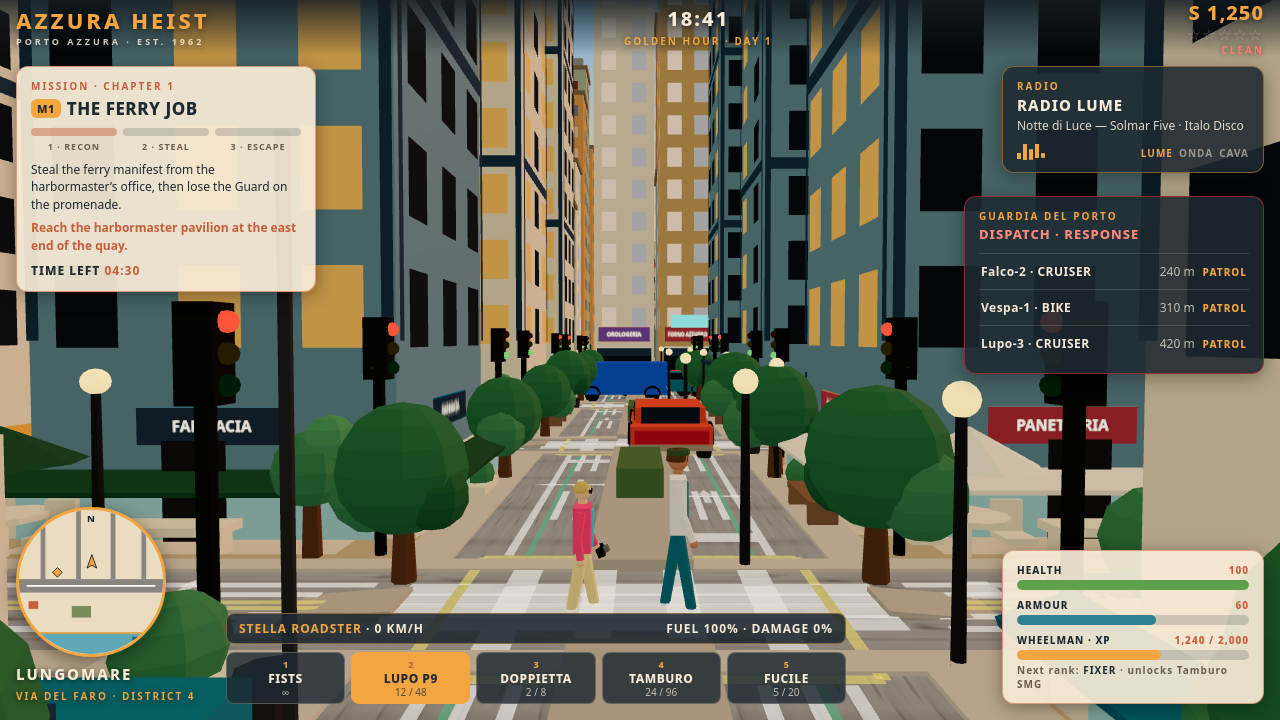 AZZURA HEIST
PORTO AZZURA · EST. 1962
18:41
GOLDEN HOUR · DAY 1
$ 1,250
☆☆☆☆☆
CLEAN
MISSION · CHAPTER 1
M1 THE FERRY JOB
1 · RECON 2 · STEAL 3 · ESCAPE
Steal the ferry manifest from the
harbormaster's office, then lose the Guard on
the promenade.
Reach the harbormaster pavilion at the east
end of the quay.
TIME LEFT 04:30
RADIO
RADIO LUME
Notte di Luce — Solmar Five · Italo Disco
LUME ONDA CAVA
GUARDIA DEL PORTO
DISPATCH · RESPONSE
Falco-2 · CRUISER 240 m PATROL
Vespa-1 · BIKE 310 m PATROL
Lupo-3 · CRUISER 420 m PATROL
OROLOGERIA
FORNO AZZURRO
FARMACIA
PANETTERIA
N
LUNGOMARE
VIA DEL FARO · DISTRICT 4
STELLA ROADSTER · 0 KM/H FUEL 100% · DAMAGE 0%
1
FISTS
∞
2
LUPO P9
12 / 48
3
DOPPIETTA
2 / 8
4
TAMBURO
24 / 96
5
FUCILE
5 / 20
HEALTH 100
ARMOUR 60
WHEELMAN · XP 1,240 / 2,000
Next rank: FIXER · unlocks Tamburo
SMG